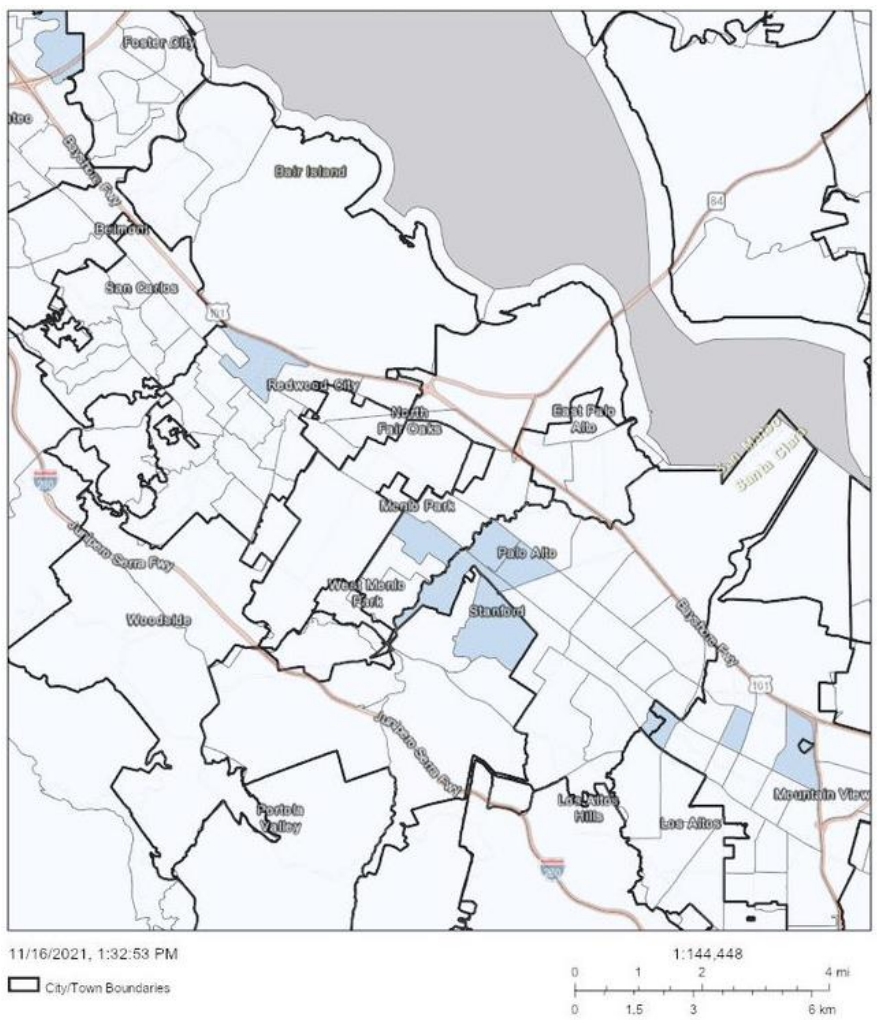 Foster City
ateo
Bayshore Fwy
Bair Island
84
Belmont
San Carlos
101
Redwood City
North
Fair Oaks
East Palo
Alto
San Mateo
Santa Clara
280
Menlo Park
Junipero Serra Fwy
Palo Alto
West Menlo
Park
Stanford
Woodside
Bayshore Fwy
101
Junipero Serra Fwy
Mountain View
Los Altos
Hills
Portola
Valley
Los Altos
280
11/16/2021, 1:32:53 PM
1:144,448
0 1 2 4 mi
City/Town Boundaries
0 1.5 3 6 km